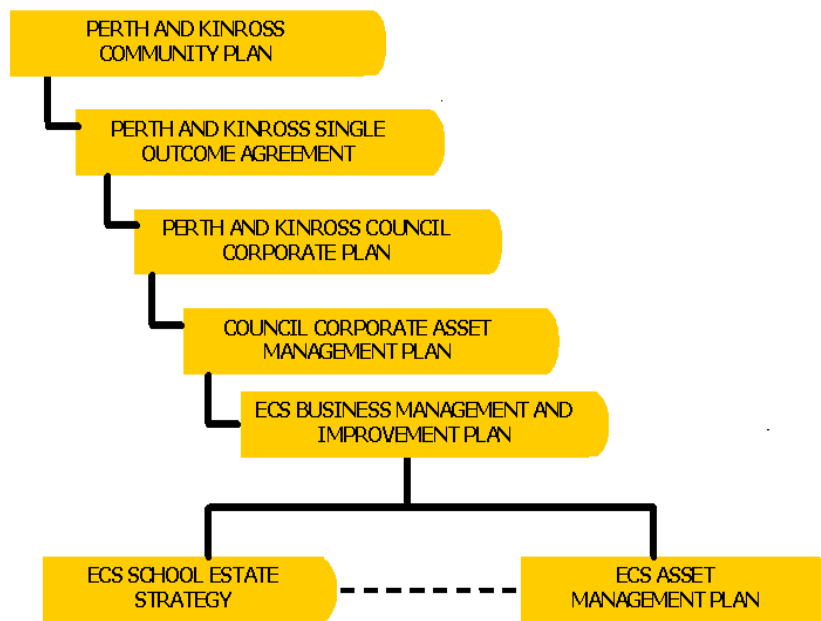 PERTH AND KINROSS
COMMUNITY PLAN
PERTH AND KINROSS SINGLE
OUTCOME AGREEMENT
PERTH AND KINROSS COUNCIL
CORPORATE PLAN
COUNCIL CORPORATE ASSET
MANAGEMENT PLAN
ECS BUSINESS MANAGEMENT AND
IMPROVEMENT PLAN
ECS SCHOOL ESTATE
STRATEGY
ECS ASSET
MANAGEMENT PLAN